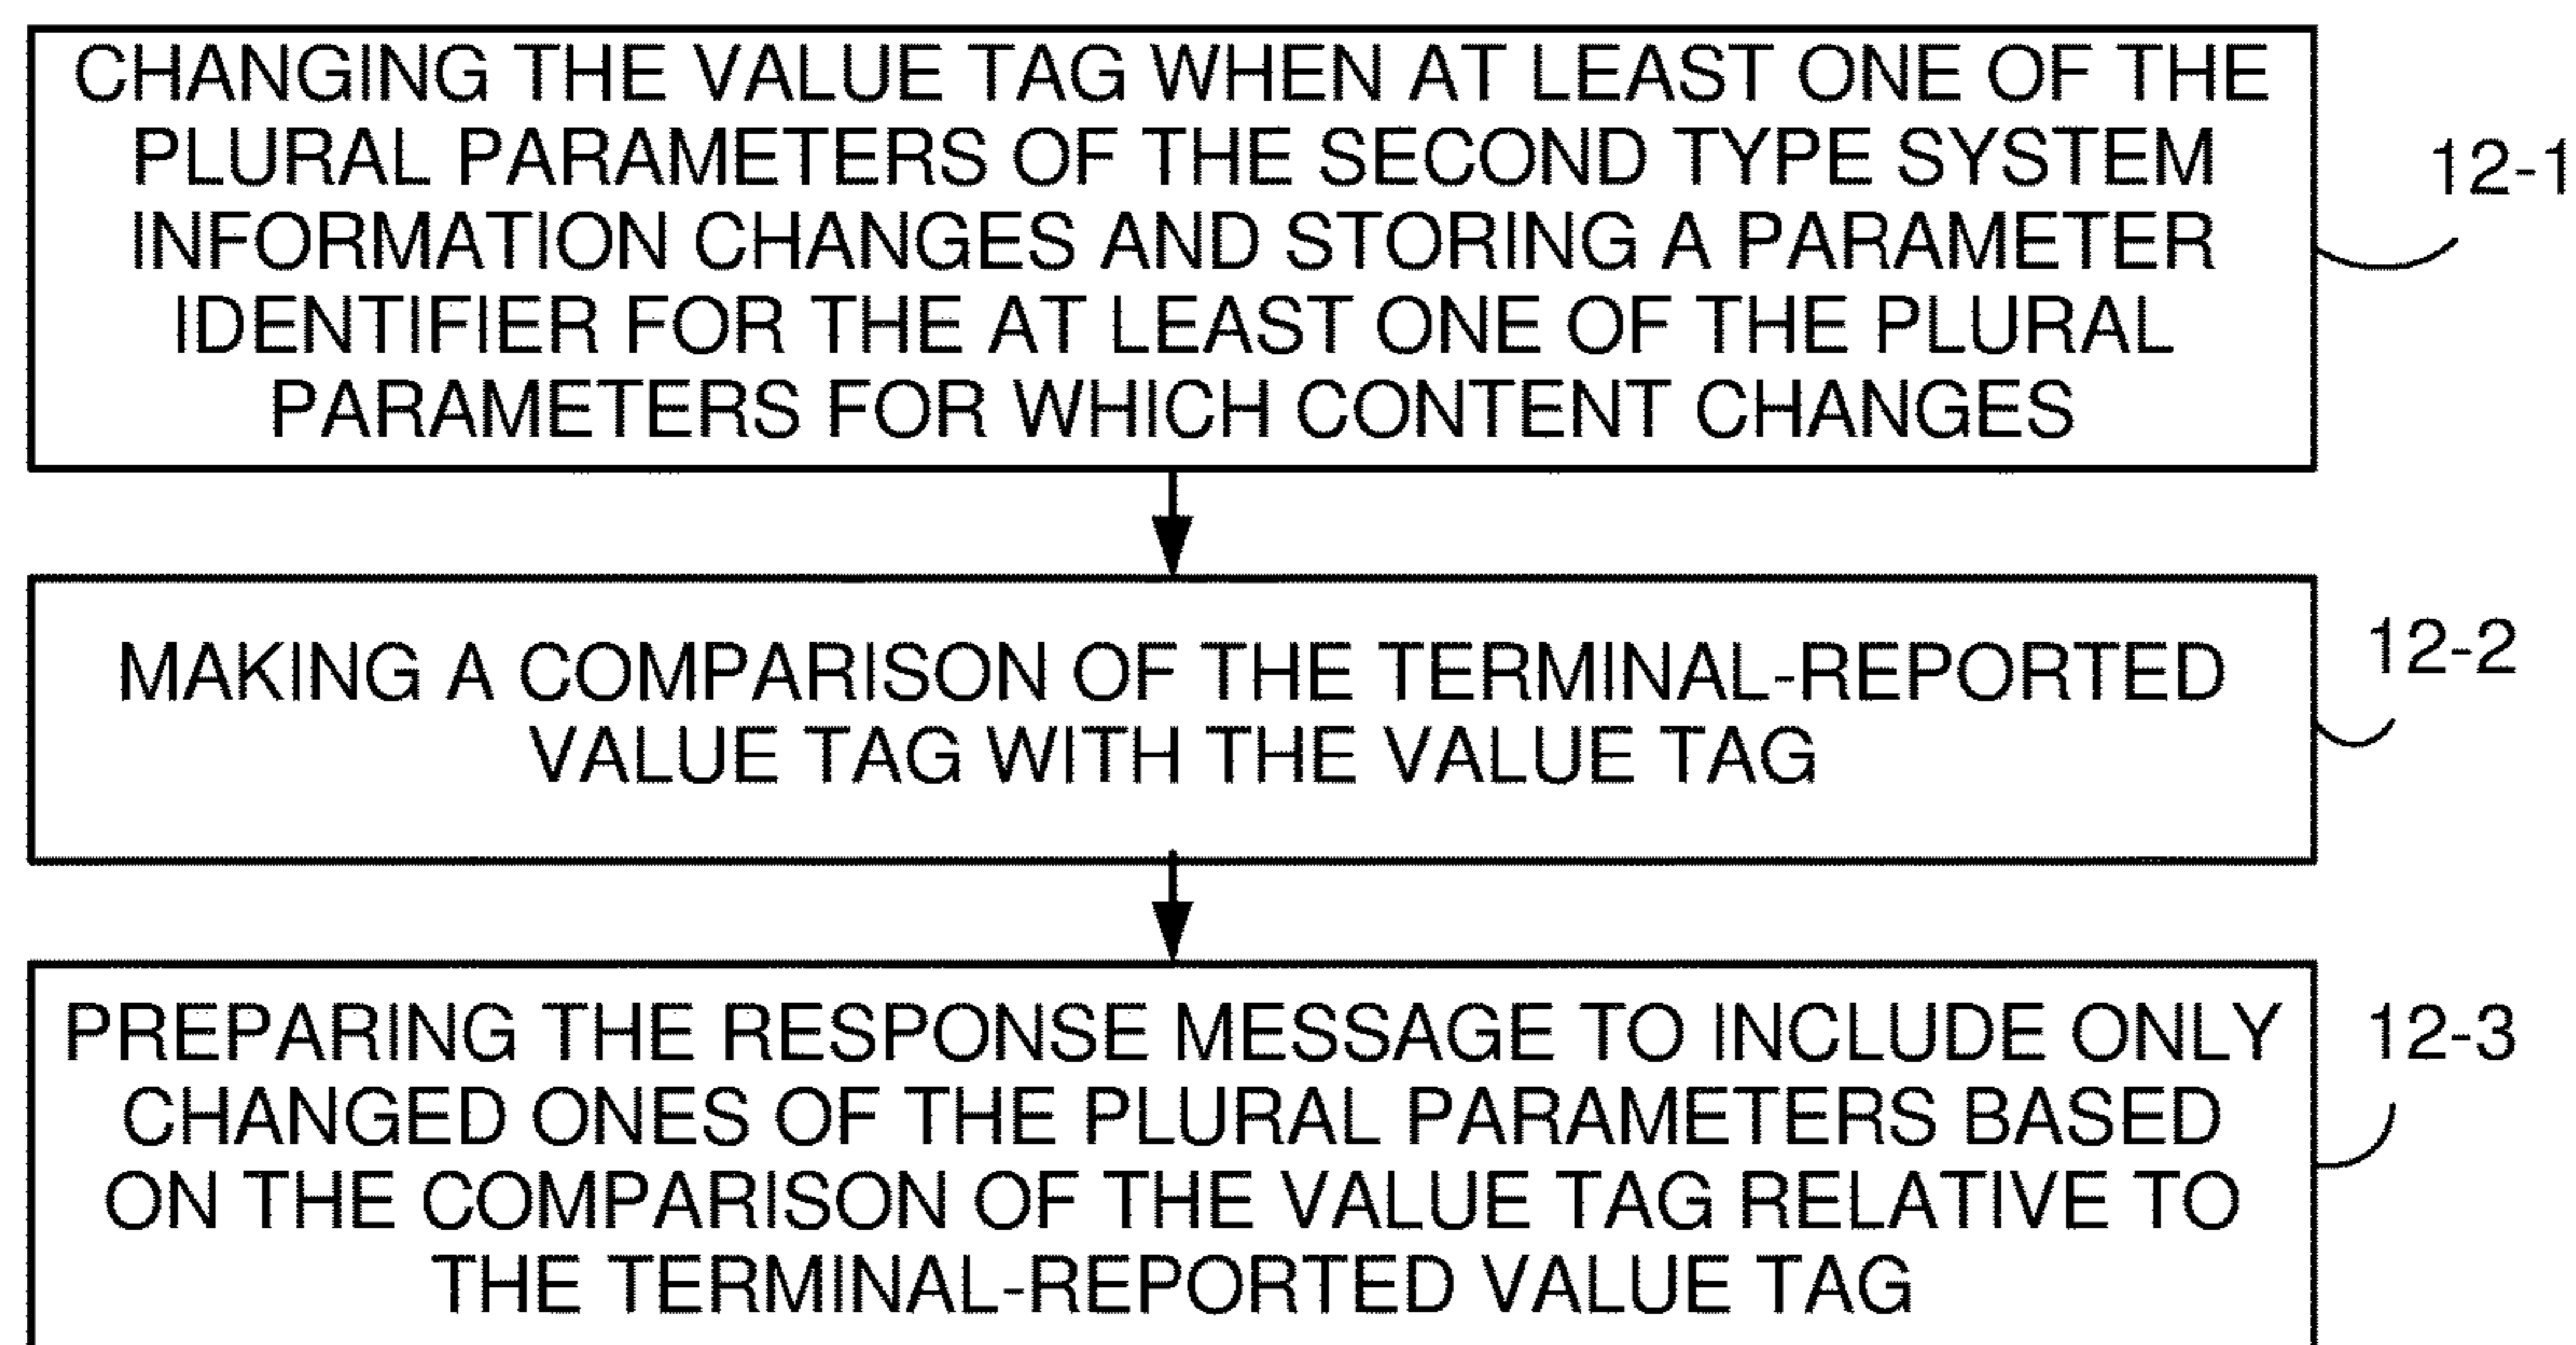 CHANGING THE VALUE TAG WHEN AT LEAST ONE OF THE
PLURAL PARAMETERS OF THE SECOND TYPE SYSTEM
INFORMATION CHANGES AND STORING A PARAMETER
IDENTIFIER FOR THE AT LEAST ONE OF THE PLURAL
PARAMETERS FOR WHICH CONTENT CHANGES
12-1
MAKING A COMPARISON OF THE TERMINAL-REPORTED
VALUE TAG WITH THE VALUE TAG
12-2
PREPARING THE RESPONSE MESSAGE TO INCLUDE ONLY
CHANGED ONES OF THE PLURAL PARAMETERS BASED
ON THE COMPARISON OF THE VALUE TAG RELATIVE TO
THE TERMINAL-REPORTED VALUE TAG
12-3